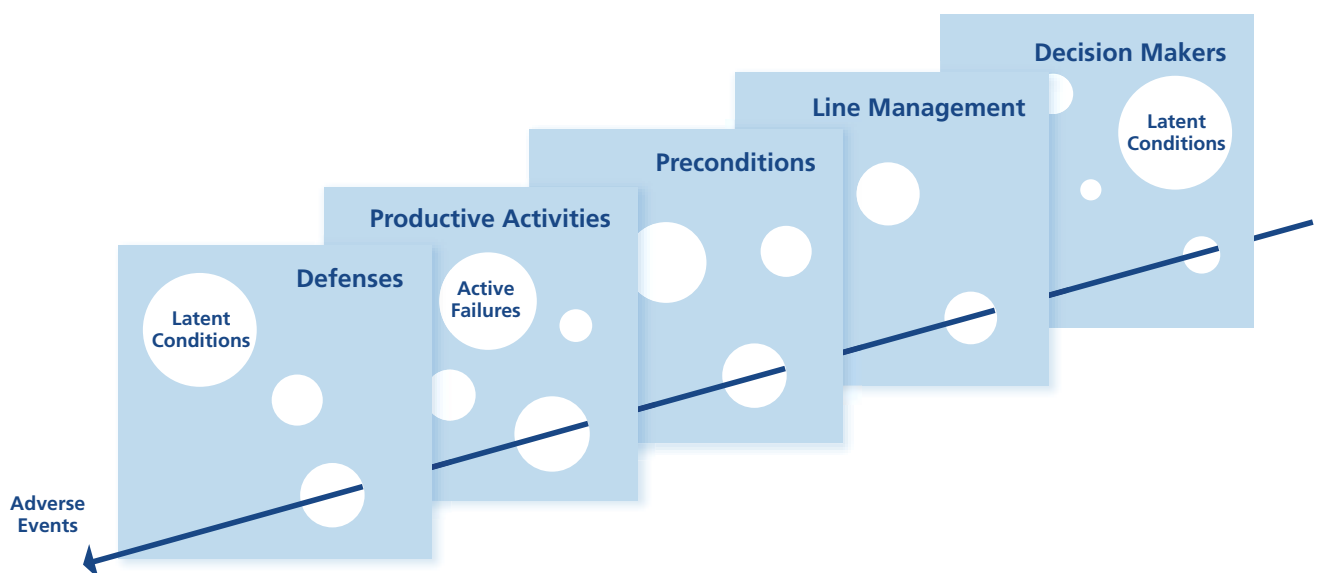 Decision Makers
Latent
Conditions
Line Management
Preconditions
Productive Activities
Active
Failures
Defenses
Latent
Conditions
Adverse
Events